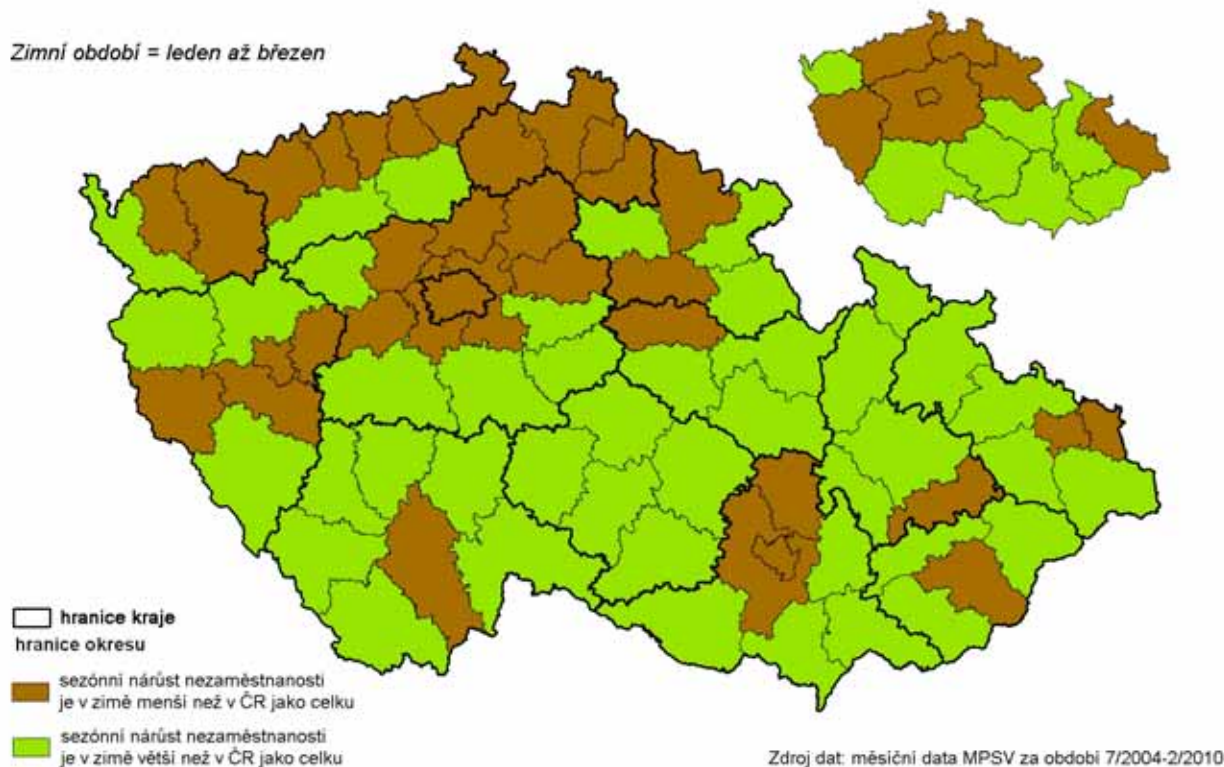 Zimní období = leden až březen
hranice kraje
hranice okresu
sezónní nárůst nezaměstnanosti
je v zimě menší než v ČR jako celku
sezónní nárůst nezaměstnanosti
je v zimě větší než v ČR jako celku
Zdroj dat: měsíční data MPSV za období 7/2004-2/2010